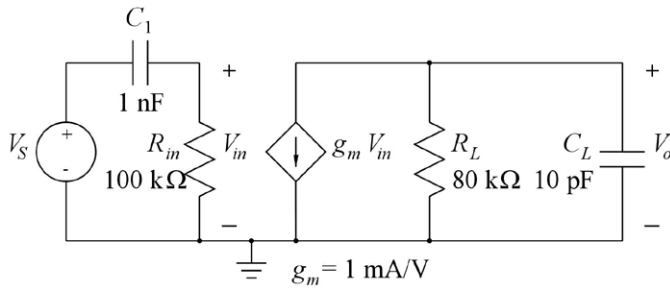 C1
+
+
1 nF
VS
+
-
Rin
Vin
gm Vin
RL
CL
Vo
100 kΩ
80 kΩ
10 pF
−
−
gm= 1 mA/V